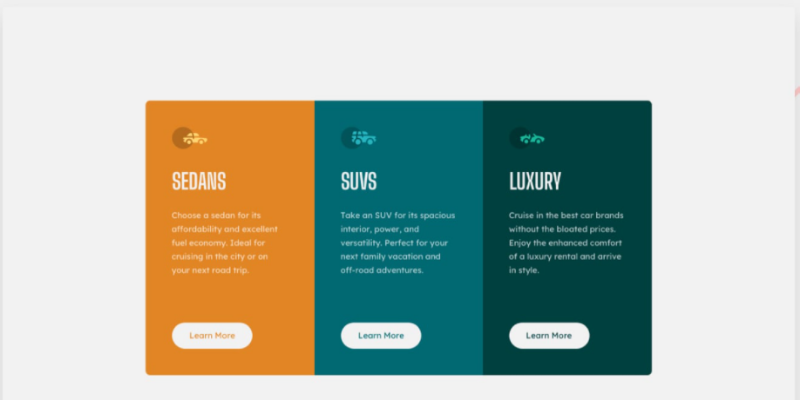 SEDANS
Choose a sedan for its
affordability and excellent
fuel economy. Ideal for
cruising in the city or on
your next road trip.
Learn More
SUVS
Take an SUV for its spacious
interior, power, and
versatility. Perfect for your
next family vacation and
off-road adventures.
Learn More
LUXURY
Cruise in the best car brands
without the bloated prices.
Enjoy the enhanced comfort
of a luxury rental and arrive
in style.
Learn More